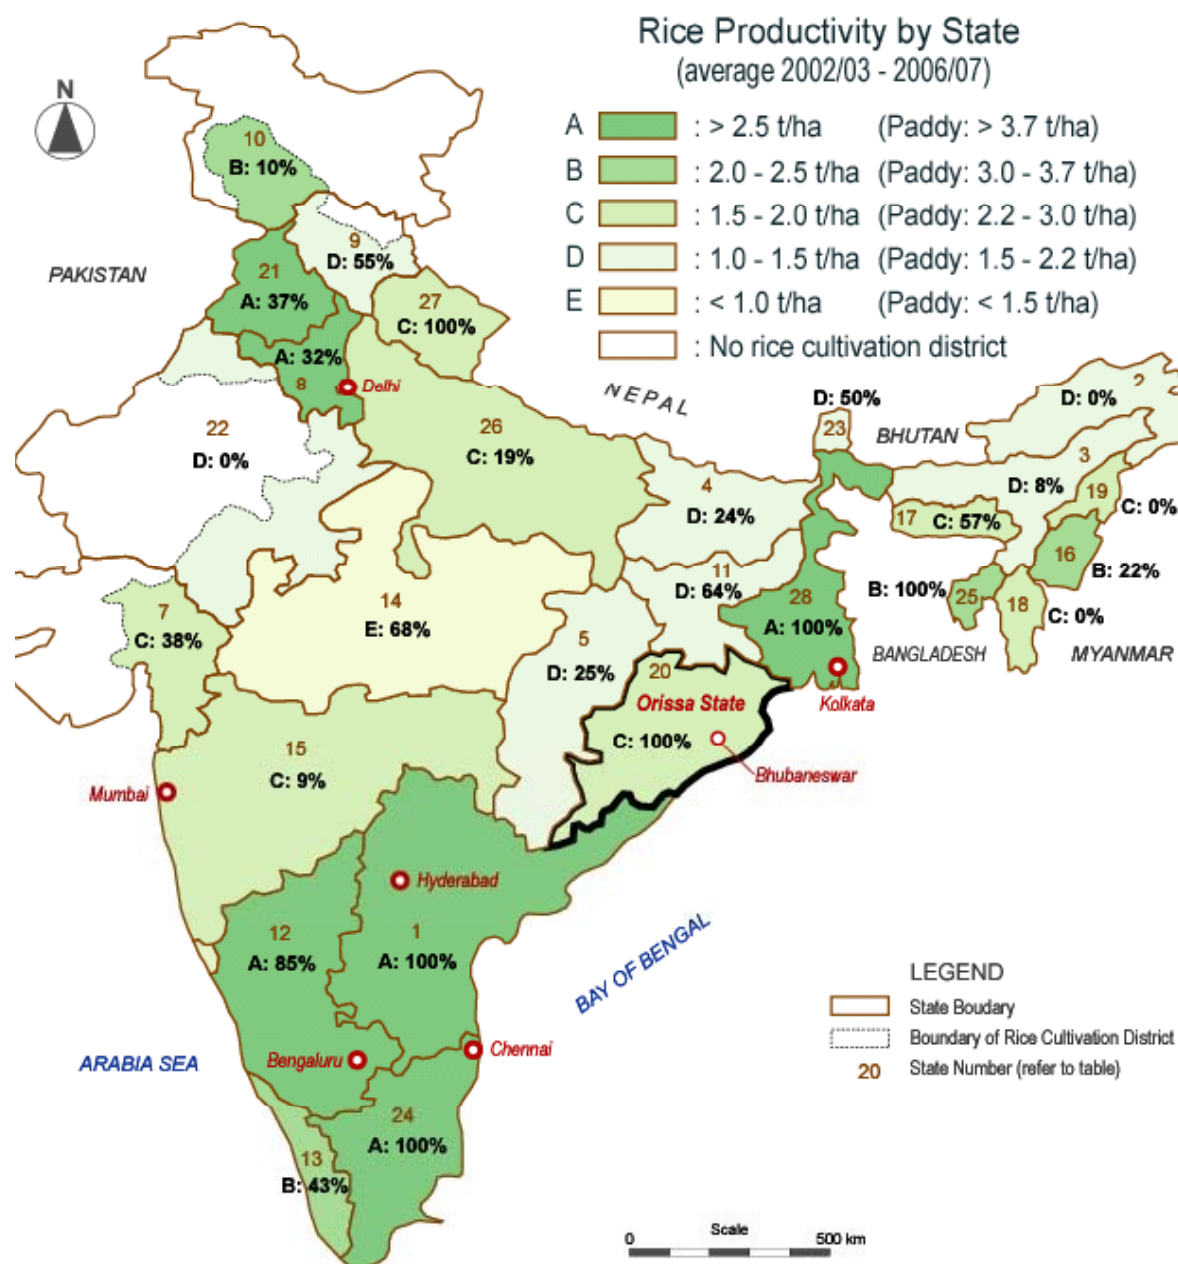 Rice Productivity by State
(average 2002/03 - 2006/07)
N
A : > 2.5 t/ha (Paddy: > 3.7 t/ha)
B : 2.0 - 2.5 t/ha (Paddy: 3.0 - 3.7 t/ha)
C : 1.5 - 2.0 t/ha (Paddy: 2.2 - 3.0 t/ha)
D : 1.0 - 1.5 t/ha (Paddy: 1.5 - 2.2 t/ha)
E : < 1.0 t/ha (Paddy: < 1.5 t/ha)
: No rice cultivation district
10
B: 10%
PAKISTAN
9
D: 55%
21
A: 37%
27
C: 100%
A: 32%
8
Delhi
NEPAL
D: 50%
23
BHUTAN
2
D: 0%
22
D: 0%
26
C: 19%
3
D: 8%
4
D: 24%
19
C: 0%
17
C: 57%
16
B: 22%
11
D: 64%
28
A: 100%
B: 100%
25
18
C: 0%
7
C: 38%
14
E: 68%
5
D: 25%
BANGLADESH
MYANMAR
20
Orissa State
C: 100%
Kolkata
Bhubaneswar
15
C: 9%
Mumbai
Hyderabad
12
A: 85%
1
A: 100%
BAY OF BENGAL
ARABIA SEA
Bengaluru
Chennai
24
A: 100%
13
B: 43%
LEGEND
State Boudary
Boundary of Rice Cultivation District
20 State Number (refer to table)
Scale
0 500 km